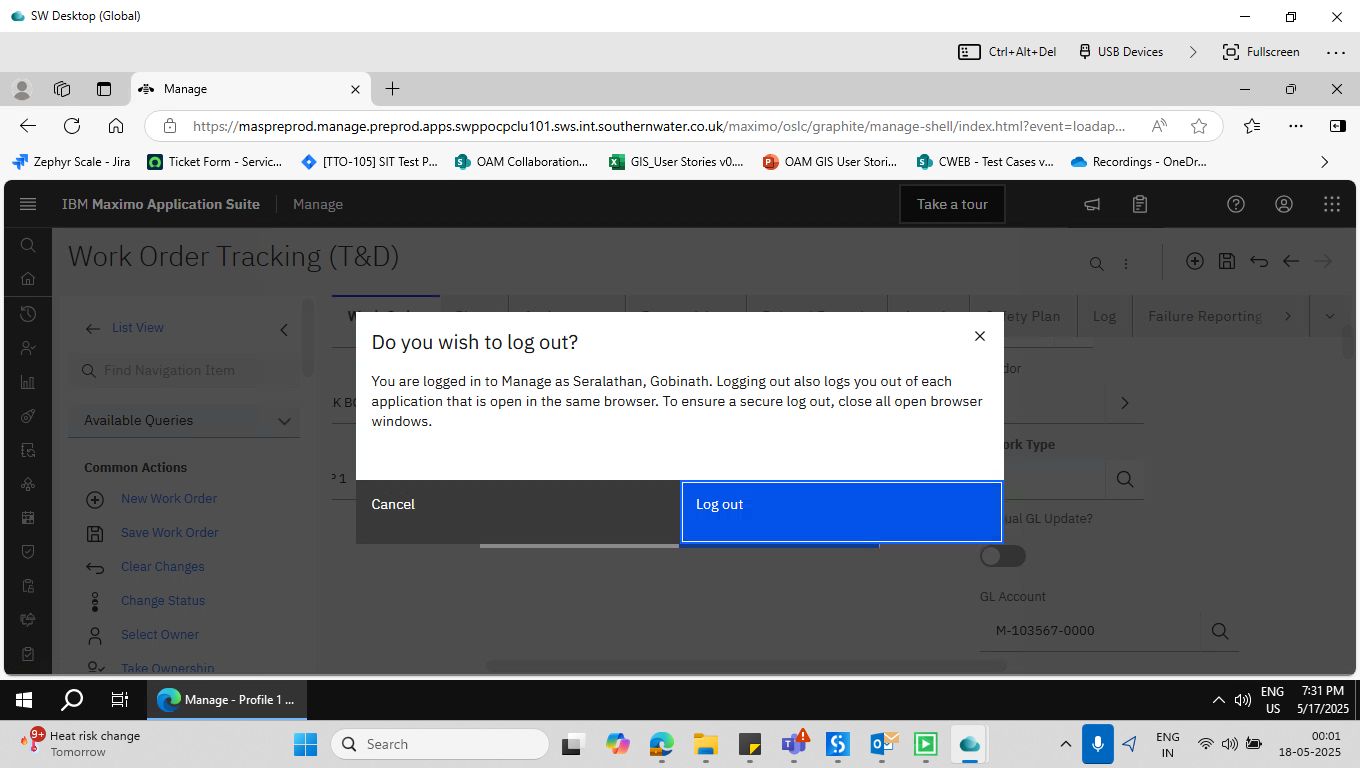 SW Desktop (Global)
Ctrl+Alt+Del
USB Devices
Fullscreen
Manage
https://maspreprod.manage.preprod.apps.swppocpclu101.sws.int.southernwater.co.uk/maximo/oslc/graphite/manage-shell/index.html?event=loadap...
Zephyr Scale - Jira
Ticket Form - Servic...
[TTO-105] SIT Test P...
OAM Collaboration...
GIS_User Stories v0....
OAM GIS User Stori...
CWEB - Test Cases v...
Recordings - OneDr...
IBM Maximo Application Suite
Manage
Take a tour
Work Order Tracking (T&D)
List View
Find Navigation Item
Available Queries
Common Actions
New Work Order
Save Work Order
Clear Changes
Change Status
Select Owner
Take Ownership
Plan
Log
Failure Reporting
Do you wish to log out?
You are logged in to Manage as Seralathan, Gobinath. Logging out also logs you out of each
application that is open in the same browser. To ensure a secure log out, close all open browser
windows.
Cancel
Log out
Type
GL Update?
GL Account
M-103567-0000
Manage - Profile 1 ...
ENG
US
7:31 PM
5/17/2025
9+
Heat risk change
Tomorrow
Search
ENG
IN
00:01
18-05-2025